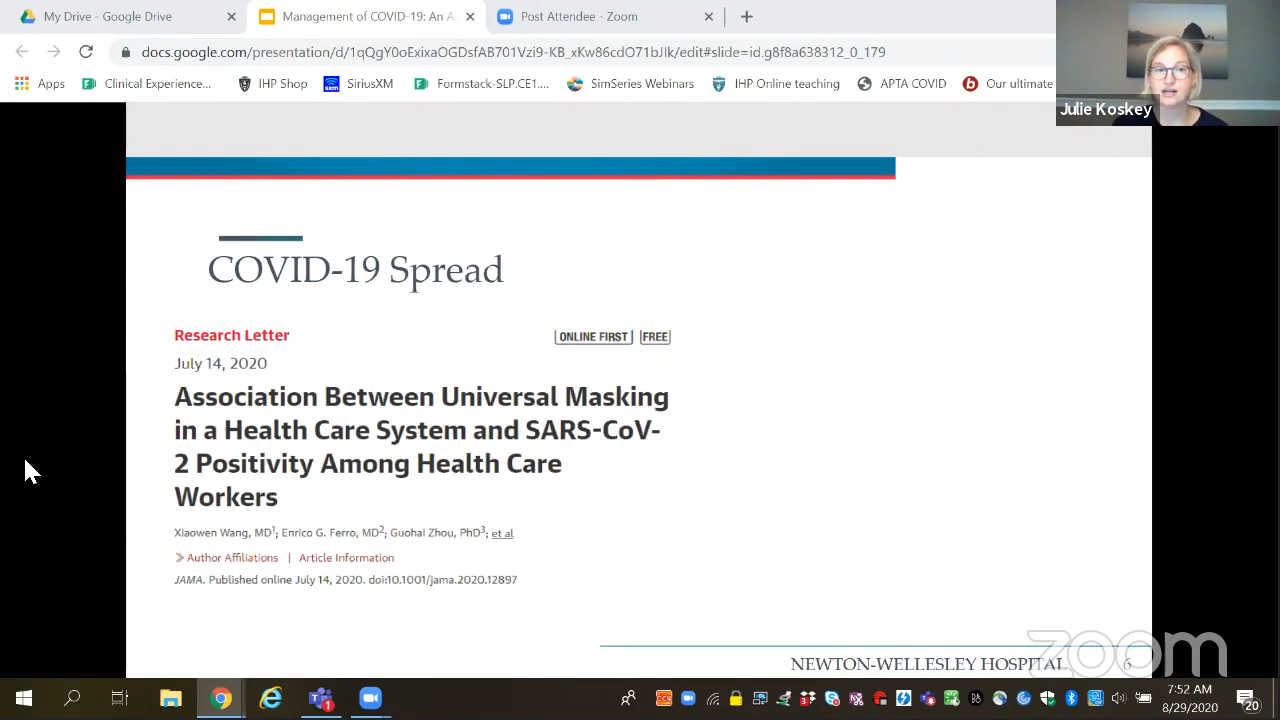 My Drive - Google Drive
Management of COVID-19: An A
Post Attendee - Zoom
docs.google.com/presentation/d/1qQgY0oExixaOGDsfAB701Vzi9-KB_xKw86cdO71bJIk/edit#slide=id.g8f8a638312_0_179
Apps
Clinical Experience...
IHP Shop
SiriusXM
Formstack-SLP.CE1....
SimSeries Webinars
IHP Online teaching
APTA COVID
Our ultimate
Julie Koskey
COVID-19 Spread
Research Letter
ONLINE FIRST FREE
July 14, 2020
Association Between Universal Masking
in a Health Care System and SARS-CoV-
2 Positivity Among Health Care
Workers
Xiaowen Wang, MD1; Enrico G. Ferro, MD2; Guohai Zhou, PhD3; et al
» Author Affiliations | Article Information
JAMA. Published online July 14, 2020. doi:10.1001/jama.2020.12897
NEWTON-WELLESLEY HOSPITAL 6
zoom
7:52 AM
8/29/2020
20